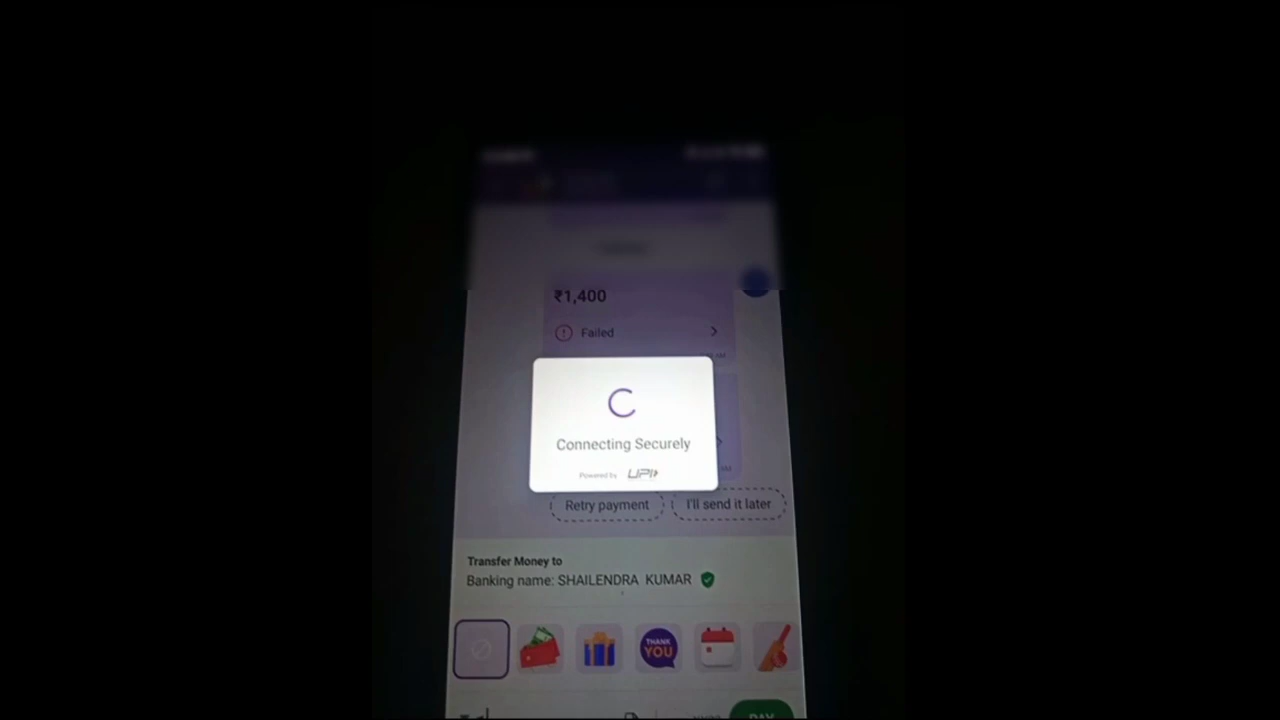 ₹1,400
Failed
Connecting Securely
Powered by UPI
Retry payment
I'll send it later
Transfer Money to
Banking name: SHAILENDRA KUMAR
THANK
YOU
PAY